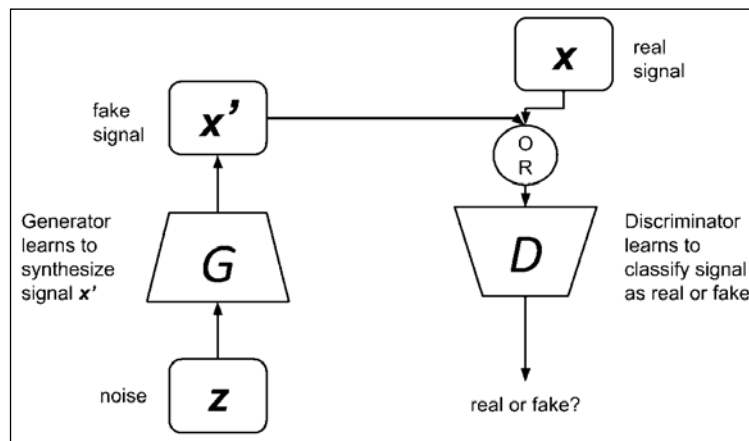 x
real
signal
fake
signal
x’
O
R
Generator
learns to
synthesize
signal x'
G
D
Discriminator
learns to
classify signal
as real or fake
noise
z
real or fake?